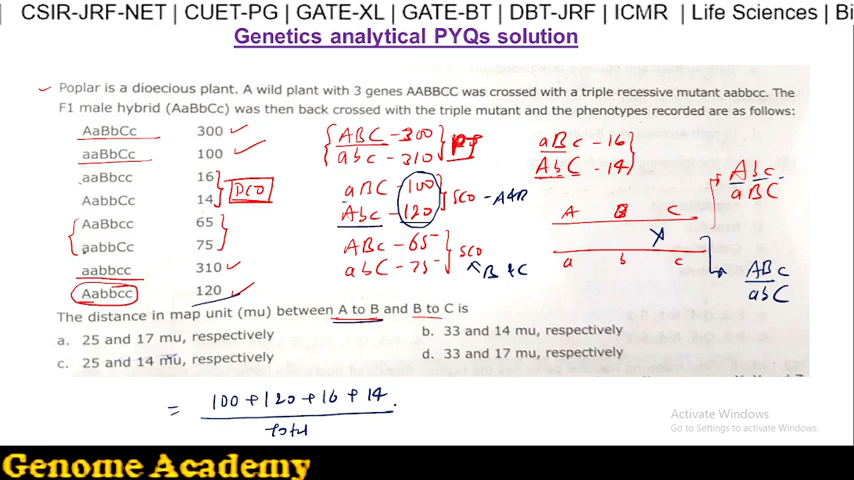 CSIR-JRF-NET | CUET-PG | GATE-XL | GATE-BT | DBT-JRF | ICMR | Life Sciences | Bi
Genetics analytical PYQs solution
Poplar is a dioecious plant. A wild plant with 3 genes AABBCC was crossed with a triple recessive mutant aabbcc. The
F1 male hybrid (AaBbCc) was then back crossed with the triple mutant and the phenotypes recorded are as follows:
AaBbCc 300
aaBbCc 100
aaBbcc 16
AabbCc 14
AaBbcc 65
aabbCc 75
aabbcc 310
Aabbcc 120
DCO
ABC - 300
abc - 310
aBC - 100
Abc - 120
SCO - A&B
ABc - 65
abC - 75
SCO
B & C
aBc - 16
AbC - 14
A B C
a b c
Abc
aBC
ABc
abC
The distance in map unit (mu) between A to B and B to C is
a. 25 and 17 mu, respectively
b. 33 and 14 mu, respectively
c. 25 and 14 mu, respectively
d. 33 and 17 mu, respectively
= 100 + 120 + 16 + 14
total
Activate Windows
Go to Settings to activate Windows.
Genome Academy